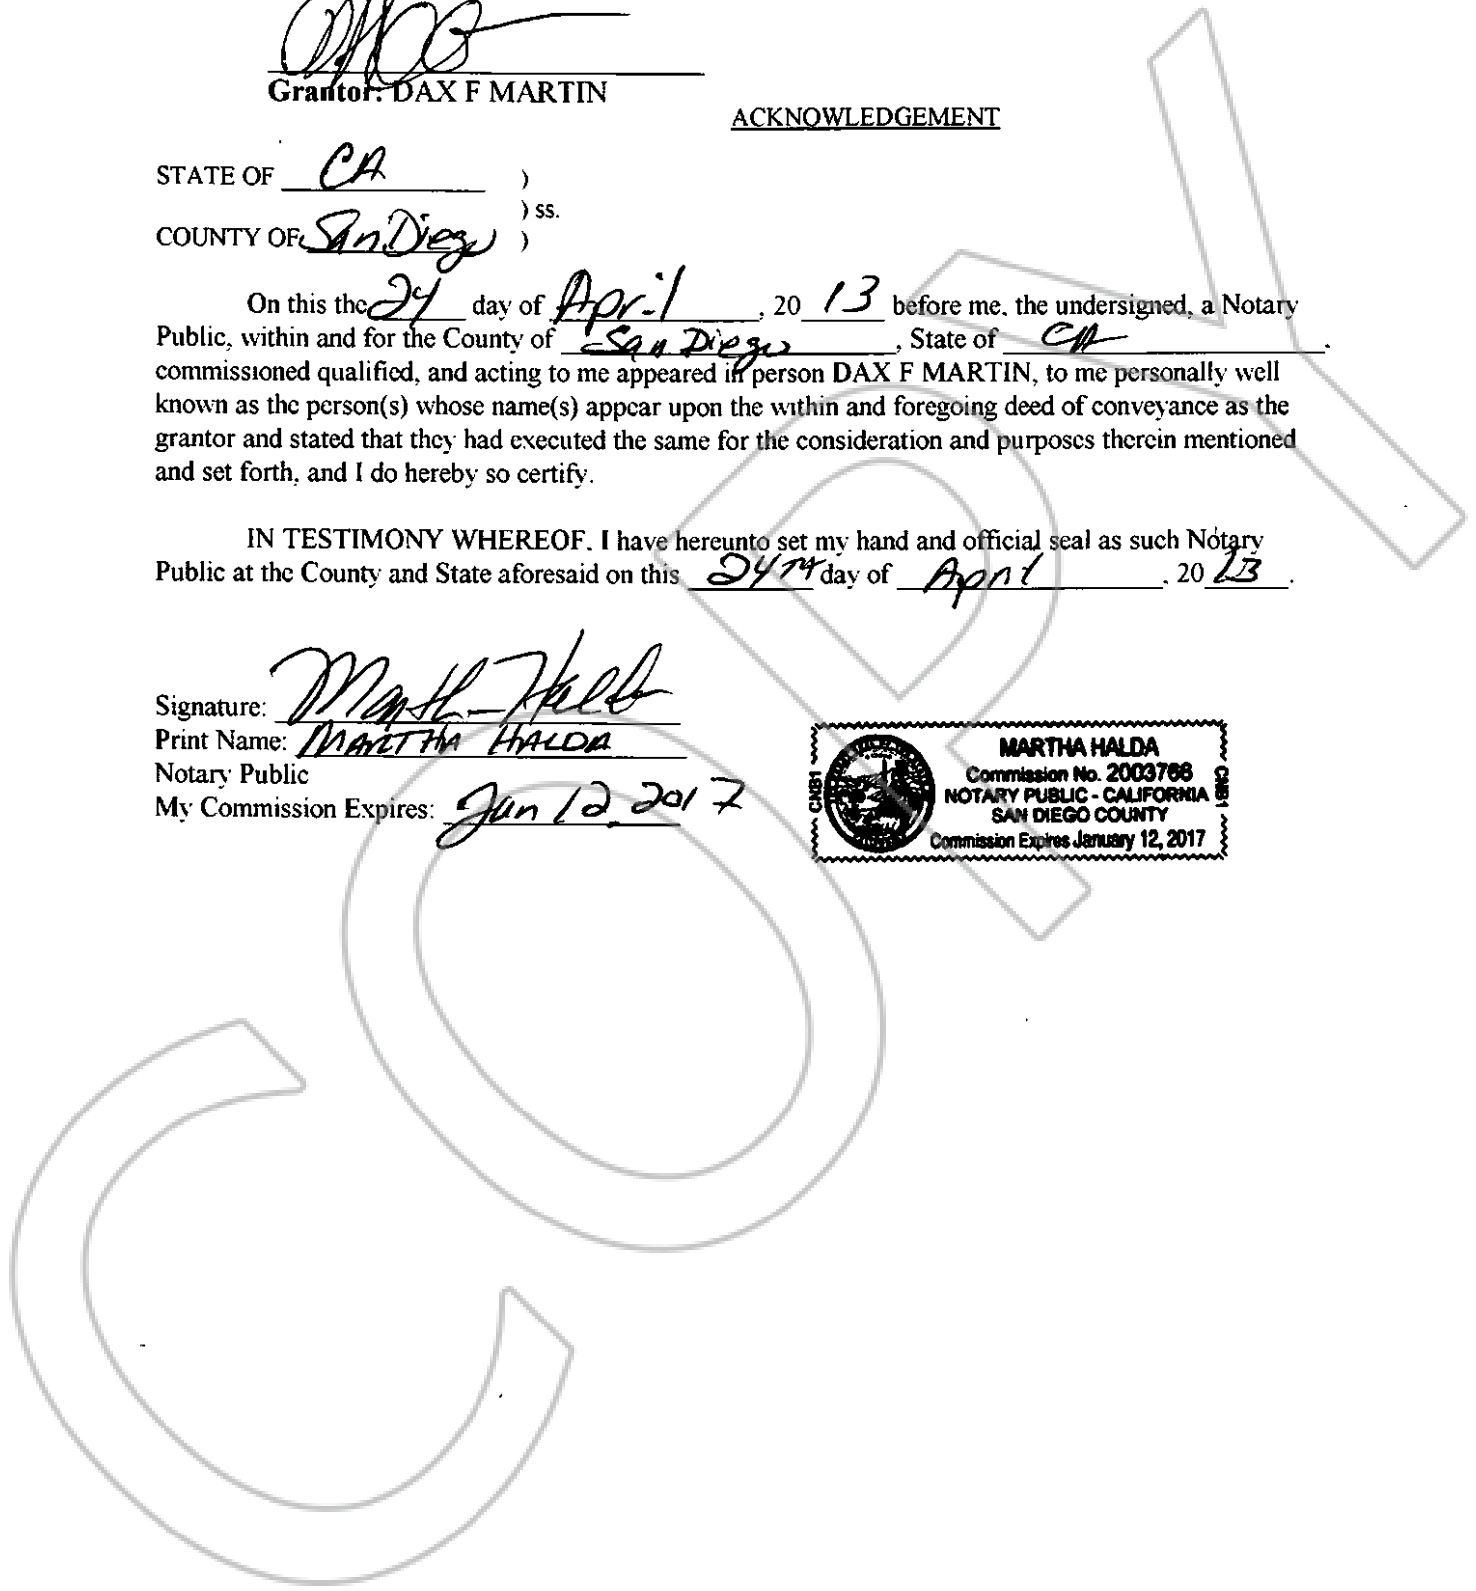 Grantor: DAX F MARTIN
ACKNOWLEDGEMENT
STATE OF CA )
) ss.
COUNTY OF San Diego )
On this the 24 day of April, 20 13 before me, the undersigned, a Notary
Public, within and for the County of San Diego, State of CA.
commissioned qualified, and acting to me appeared in person DAX F MARTIN, to me personally well
known as the person(s) whose name(s) appear upon the within and foregoing deed of conveyance as the
grantor and stated that they had executed the same for the consideration and purposes therein mentioned
and set forth, and I do hereby so certify.
IN TESTIMONY WHEREOF, I have hereunto set my hand and official seal as such Notary
Public at the County and State aforesaid on this 24TH day of April, 20 13.
Signature: Martha Halda
Print Name: MARTHA HALDA
Notary Public
My Commission Expires: Jan 12 2017
MARTHA HALDA
Commission No. 2003766
NOTARY PUBLIC - CALIFORNIA
SAN DIEGO COUNTY
Commission Expires January 12, 2017
CNB1
CNB1
COPY